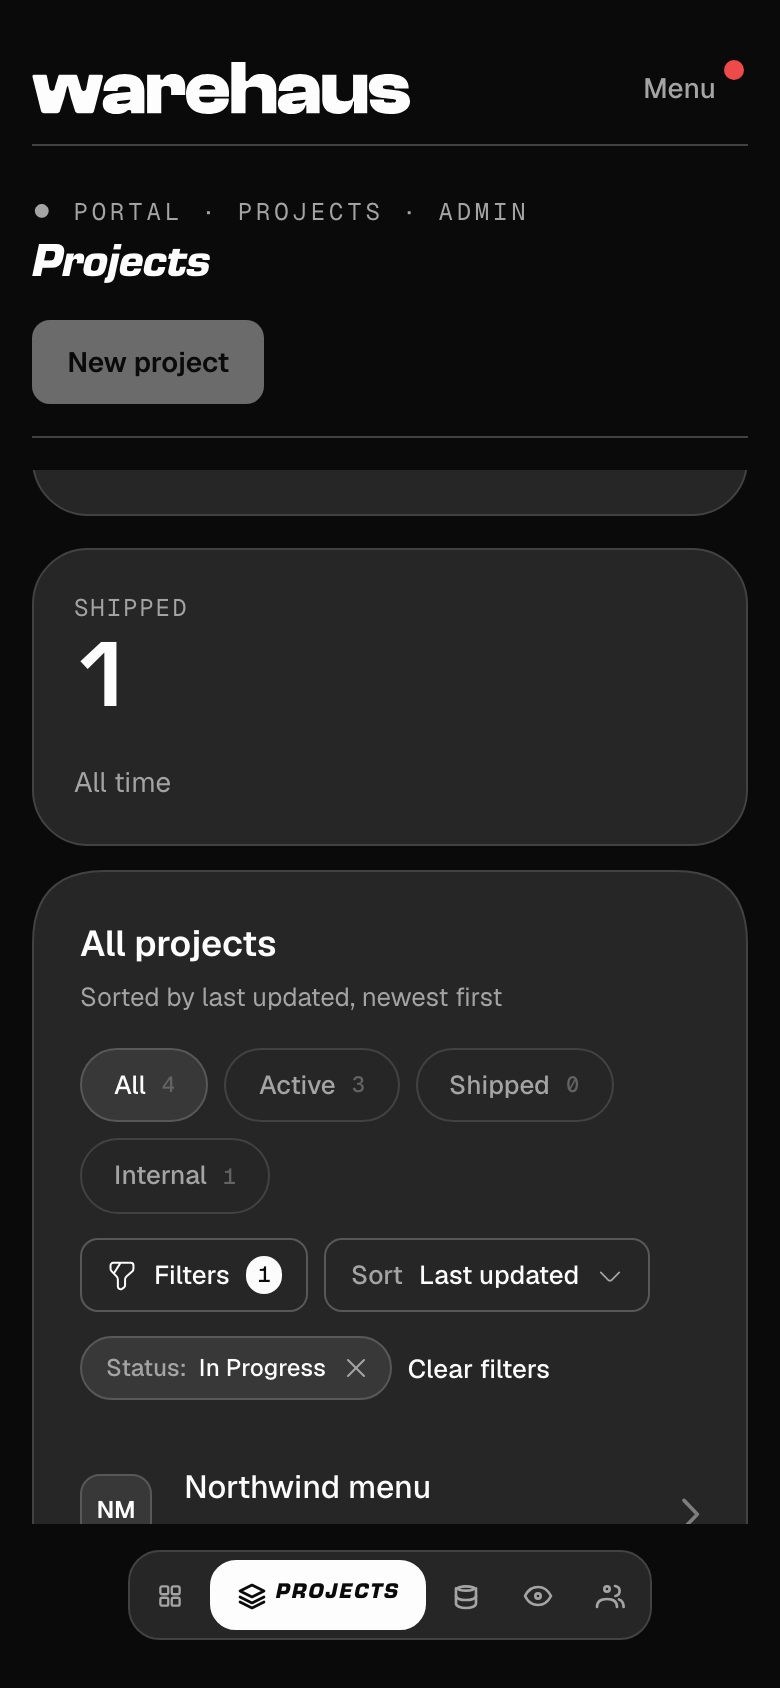 warehaus
Menu
PORTAL · PROJECTS · ADMIN
Projects
New project
SHIPPED
1
All time
All projects
Sorted by last updated, newest first
All 4 Active 3 Shipped 0
Internal 1
Filters 1 Sort Last updated
Status: In Progress Clear filters
Northwind menu
NM
PROJECTS